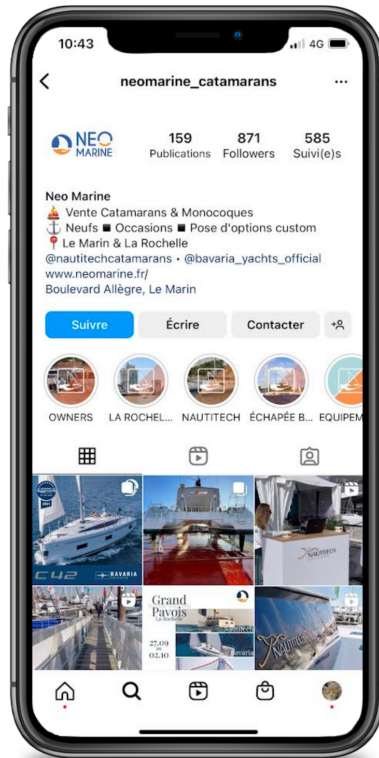 10:43
4G
neomarine_catamarans
NEO
MARINE
159
Publications
871
Followers
585
Suivi(e)s
Neo Marine
Vente Catamarans & Monocoques
Neufs ■ Occasions ■ Pose d'options custom
Le Marin & La Rochelle
@nautitechcatamarans • @bavaria_yachts_official
www.neomarine.fr/
Boulevard Allègre, Le Marin
Suivre
Écrire
Contacter
OWNERS
LA ROCHEL...
NAUTITECH
ÉCHAPÉE B...
EQUIPEM
C42
BAVARIA
NAUTITECH
Grand
Pavois
La Rochelle
27.09
02.10
Nautitech
Bavaria
NAUTITECH